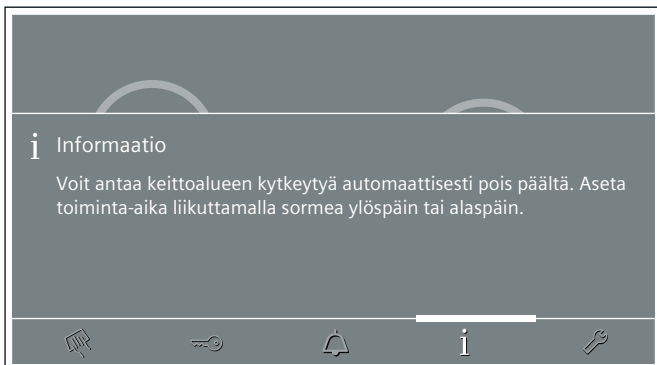 i Informaatio
Voit antaa keittoalueen kytkeytyä automaattisesti pois päältä. Aseta
toiminta-aika liikuttamalla sormea ylöspäin tai alaspäin.
i